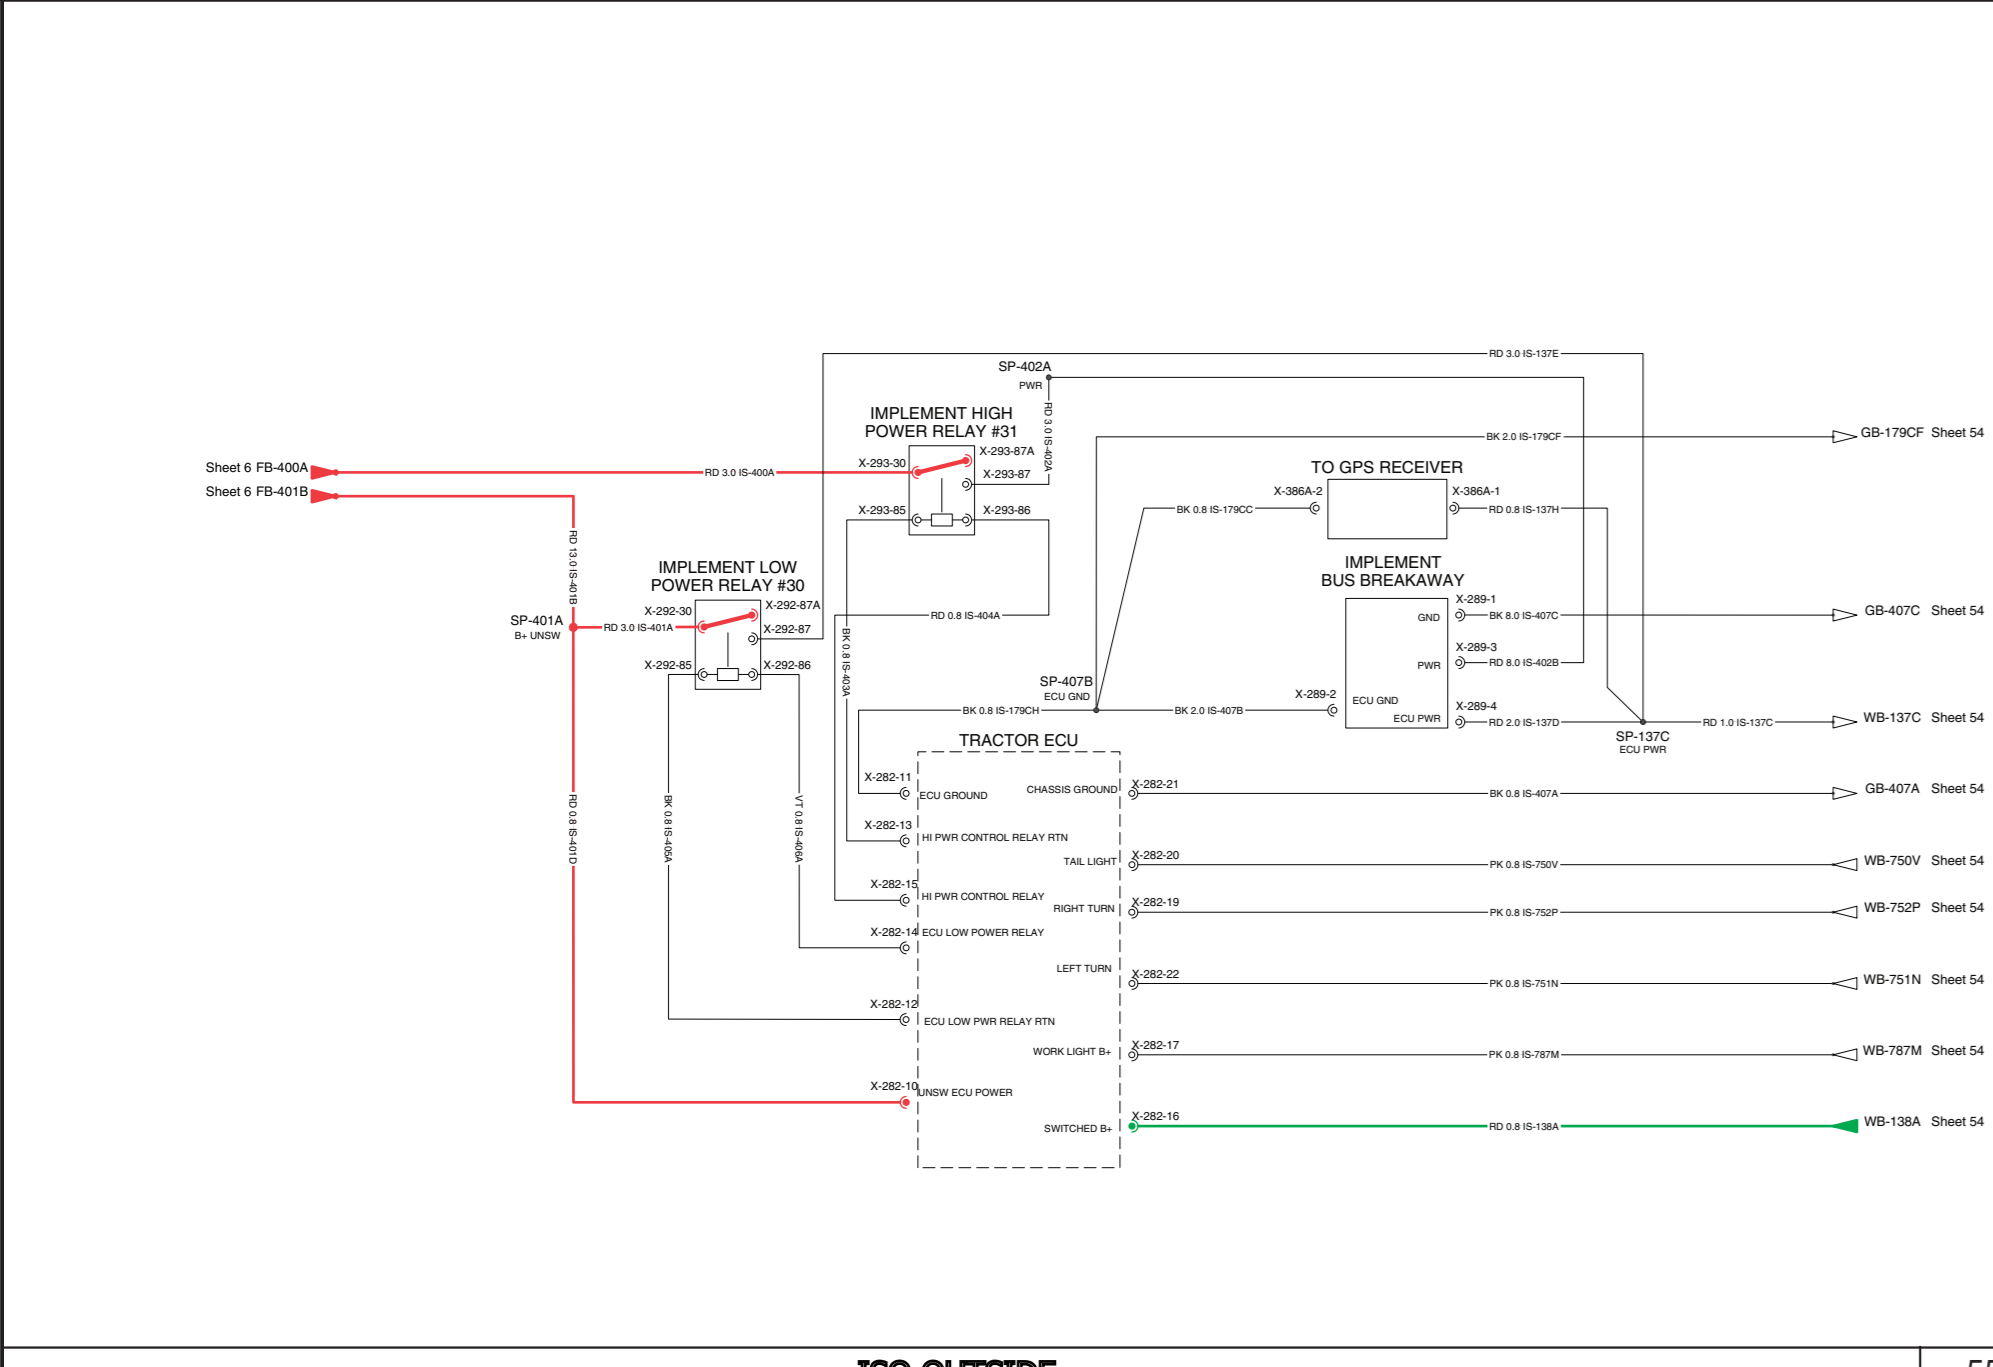 RD 3.0 IS-137E
SP-402A
PWR
RD 3.0 IS-402A
IMPLEMENT HIGH
POWER RELAY #31
BK 2.0 IS-179CF
GB-179CF Sheet 54
Sheet 6 FB-400A
RD 3.0 IS-400A
X-293-30
X-293-87A
X-293-87
X-293-85
X-293-86
Sheet 6 FB-401B
RD 13.0 IS-401B
TO GPS RECEIVER
X-386A-2
X-386A-1
BK 0.8 IS-179CC
RD 0.8 IS-137H
IMPLEMENT LOW
POWER RELAY #30
X-292-30
X-292-87A
X-292-87
X-292-85
X-292-86
SP-401A
B+ UNSW
RD 3.0 IS-401A
RD 0.8 IS-404A
BK 0.8 IS-403A
IMPLEMENT
BUS BREAKAWAY
X-289-1
GND
BK 8.0 IS-407C
GB-407C Sheet 54
X-289-3
PWR
RD 8.0 IS-402B
SP-407B
ECU GND
X-289-2
ECU GND
BK 0.8 IS-179CH
BK 2.0 IS-407B
X-289-4
ECU PWR
RD 2.0 IS-137D
RD 1.0 IS-137C
WB-137C Sheet 54
SP-137C
ECU PWR
RD 0.8 IS-401D
BK 0.8 IS-405A
VT 0.8 IS-406A
TRACTOR ECU
X-282-11
ECU GROUND
CHASSIS GROUND
X-282-21
BK 0.8 IS-407A
GB-407A Sheet 54
X-282-13
HI PWR CONTROL RELAY RTN
TAIL LIGHT
X-282-20
PK 0.8 IS-750V
WB-750V Sheet 54
X-282-15
HI PWR CONTROL RELAY
RIGHT TURN
X-282-19
PK 0.8 IS-752P
WB-752P Sheet 54
X-282-14
ECU LOW POWER RELAY
LEFT TURN
X-282-22
PK 0.8 IS-751N
WB-751N Sheet 54
X-282-12
ECU LOW PWR RELAY RTN
WORK LIGHT B+
X-282-17
PK 0.8 IS-787M
WB-787M Sheet 54
X-282-10
UNSW ECU POWER
SWITCHED B+
X-282-16
RD 0.8 IS-138A
WB-138A Sheet 54
ISO OUTSIDE